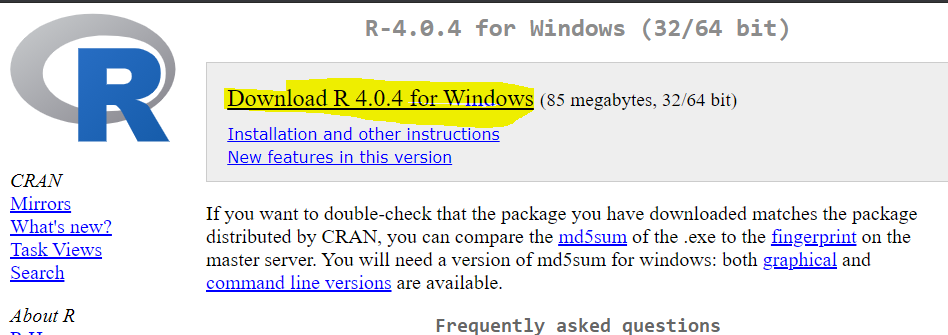 R-4.0.4 for Windows (32/64 bit)
R
Download R 4.0.4 for Windows (85 megabytes, 32/64 bit)
Installation and other instructions
New features in this version
CRAN
Mirrors
What's new?
Task Views
Search
About R
If you want to double-check that the package you have downloaded matches the package
distributed by CRAN, you can compare the md5sum of the .exe to the fingerprint on the
master server. You will need a version of md5sum for windows: both graphical and
command line versions are available.
Frequently asked questions